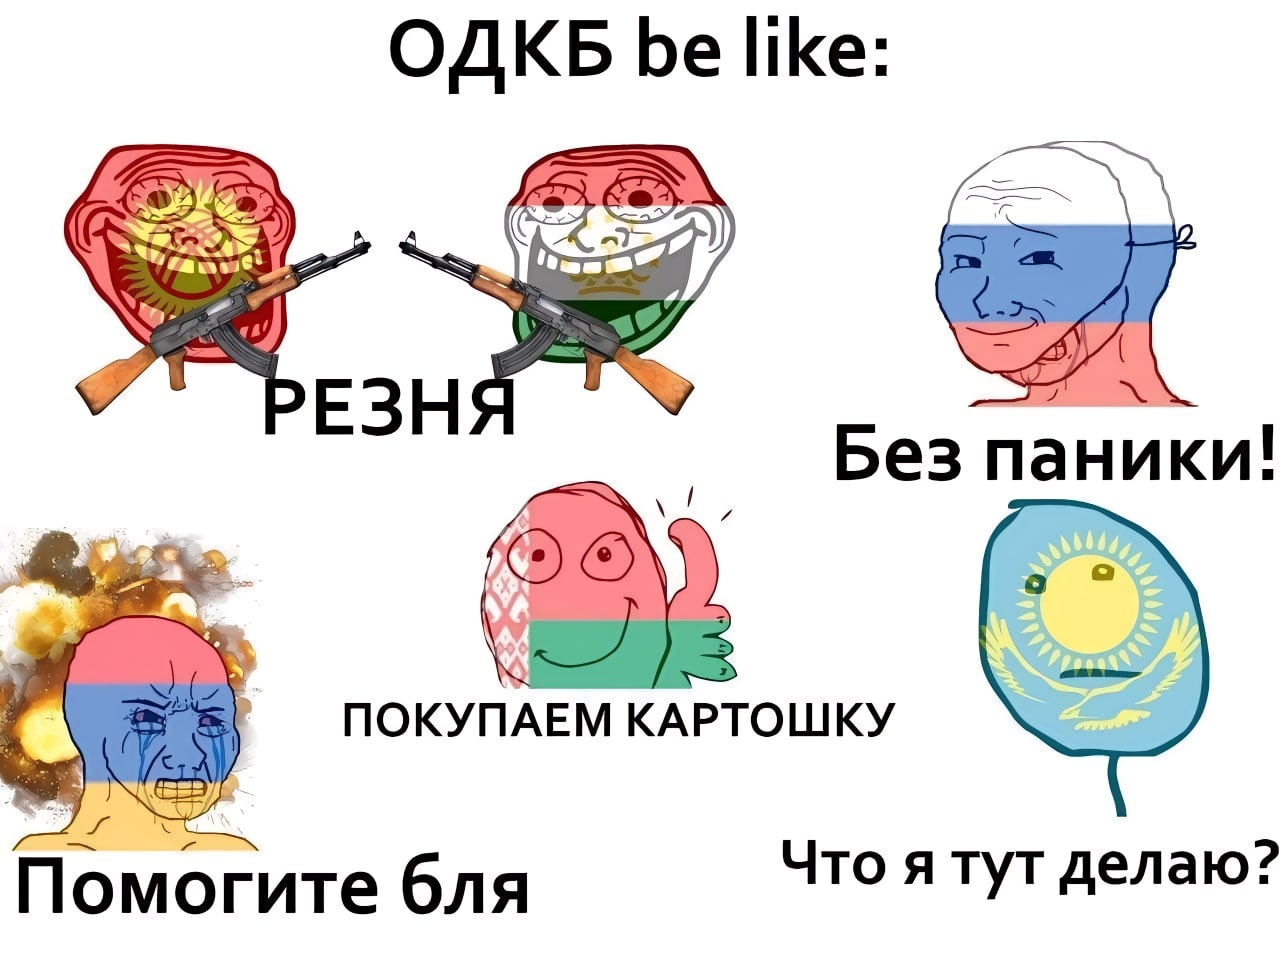 ОДКБ be like:
РЕЗНЯ
Без паники!
ПОКУПАЕМ КАРТОШКУ
Помогите бля
Что я тут делаю?